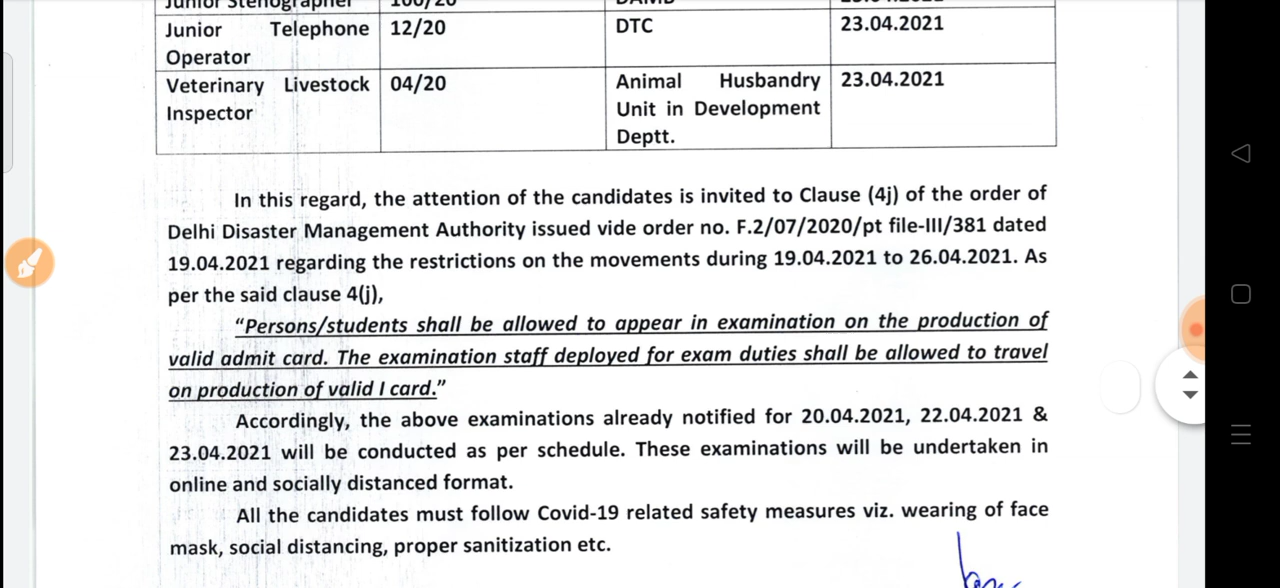 Junior Stenographer 100/20 DAMB 23.04.2021
Junior Telephone 12/20 DTC 23.04.2021
Operator
Veterinary Livestock 04/20 Animal Husbandry 23.04.2021
Inspector Unit in Development
Deptt.
In this regard, the attention of the candidates is invited to Clause (4j) of the order of
Delhi Disaster Management Authority issued vide order no. F.2/07/2020/pt file-III/381 dated
19.04.2021 regarding the restrictions on the movements during 19.04.2021 to 26.04.2021. As
per the said clause 4(j),
“Persons/students shall be allowed to appear in examination on the production of
valid admit card. The examination staff deployed for exam duties shall be allowed to travel
on production of valid I card.”
Accordingly, the above examinations already notified for 20.04.2021, 22.04.2021 &
23.04.2021 will be conducted as per schedule. These examinations will be undertaken in
online and socially distanced format.
All the candidates must follow Covid-19 related safety measures viz. wearing of face
mask, social distancing, proper sanitization etc.